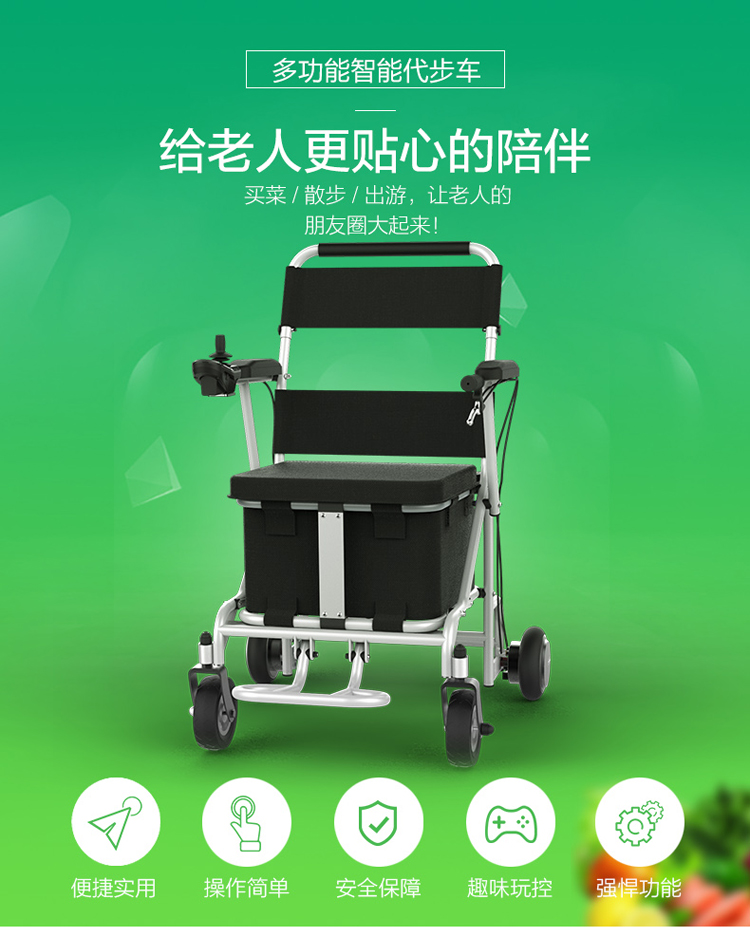 多功能智能代步车
给老人更贴心的陪伴
买菜 / 散步 / 出游，让老人的
朋友圈大起来！
便捷实用 操作简单 安全保障 趣味玩控 强悍功能